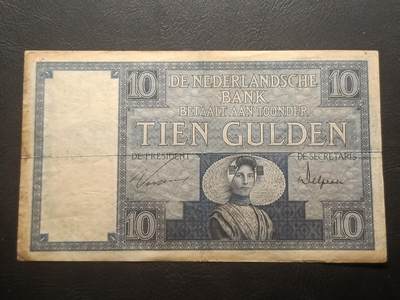 10
10
DE NEDERLANDSCHE
BANK
BETAALT AAN TOONDER
TIEN GULDEN
DE PRESIDENT
DE SECRETARIS
10
10